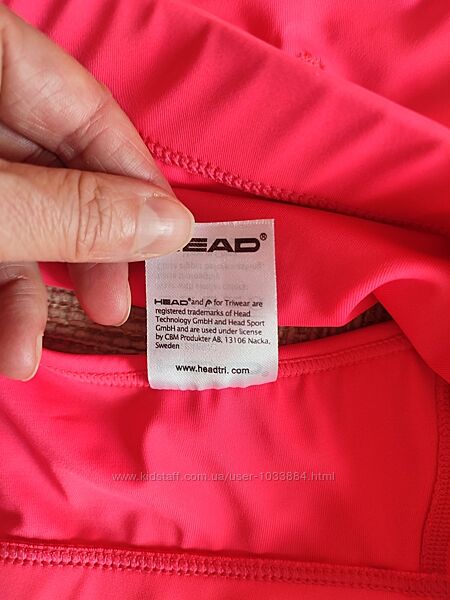 HEAD®
HEAD® and for Triwear are
registered trademarks of Head
Technology GmbH and Head Sport
GmbH and are used under license
by CBM Produkter AB, 13106 Nacka,
Sweden
www.headtri.com
www.kidstaff.com.ua/user-1033884.html